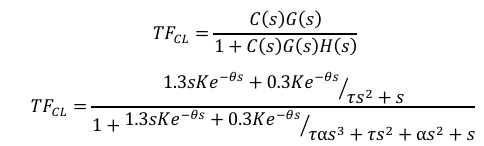 TF_CL = C(s)G(s) / 1 + C(s)G(s)H(s)
TF_CL = 1.3sKe^{−θs} + 0.3Ke^{−θs} / τs² + s / 1 + 1.3sKe^{−θs} + 0.3Ke^{−θs} / ταs³ + τs² + αs² + s